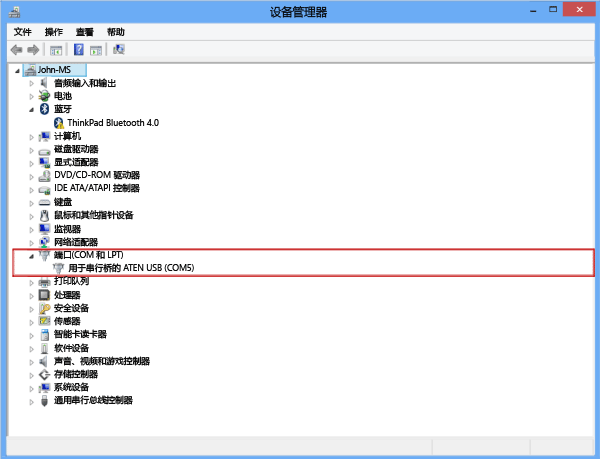 设备管理器
文件 操作 查看 帮助
John-MS
音频输入和输出
电池
蓝牙
ThinkPad Bluetooth 4.0
计算机
磁盘驱动器
显式适配器
DVD/CD-ROM 驱动器
IDE ATA/ATAPI 控制器
键盘
鼠标和其他指针设备
监视器
网络适配器
端口(COM 和 LPT)
用于串行桥的 ATEN USB (COM5)
打印队列
处理器
安全设备
传感器
智能卡读卡器
软件设备
声音、视频和游戏控制器
存储控制器
系统设备
通用串行总线控制器